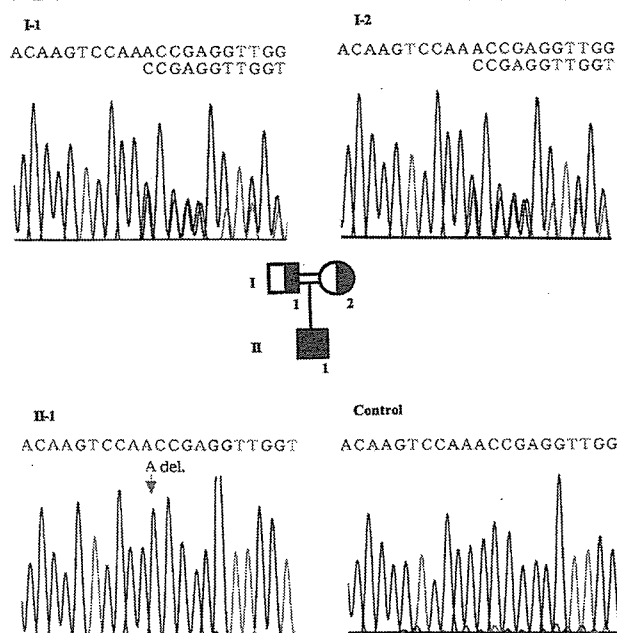 I-1
I-2
ACAAGTCCAAACCGAGGTTGG
CCGAGGTTGGT
ACAAGTCCAAACCGAGGTTGG
CCGAGGTTGGT
I
1
2
II
1
II-1
Control
ACAAGTCCAACCGAGGTTGGT
ACAAGTCCAAACCGAGGTTGG
A del.